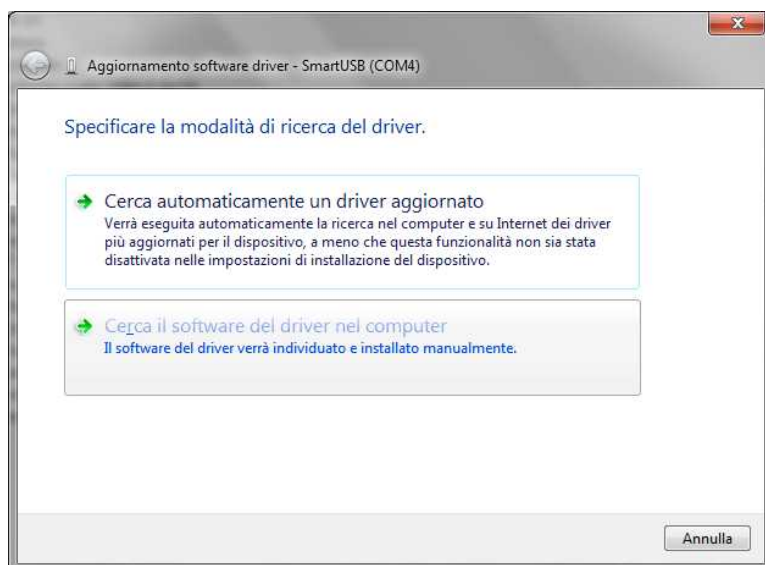 Aggiornamento software driver - SmartUSB (COM4)
Specificare la modalità di ricerca del driver.
Cerca automaticamente un driver aggiornato
Verrà eseguita automaticamente la ricerca nel computer e su Internet dei driver
più aggiornati per il dispositivo, a meno che questa funzionalità non sia stata
disattivata nelle impostazioni di installazione del dispositivo.
Cerca il software del driver nel computer
Il software del driver verrà individuato e installato manualmente.
Annulla